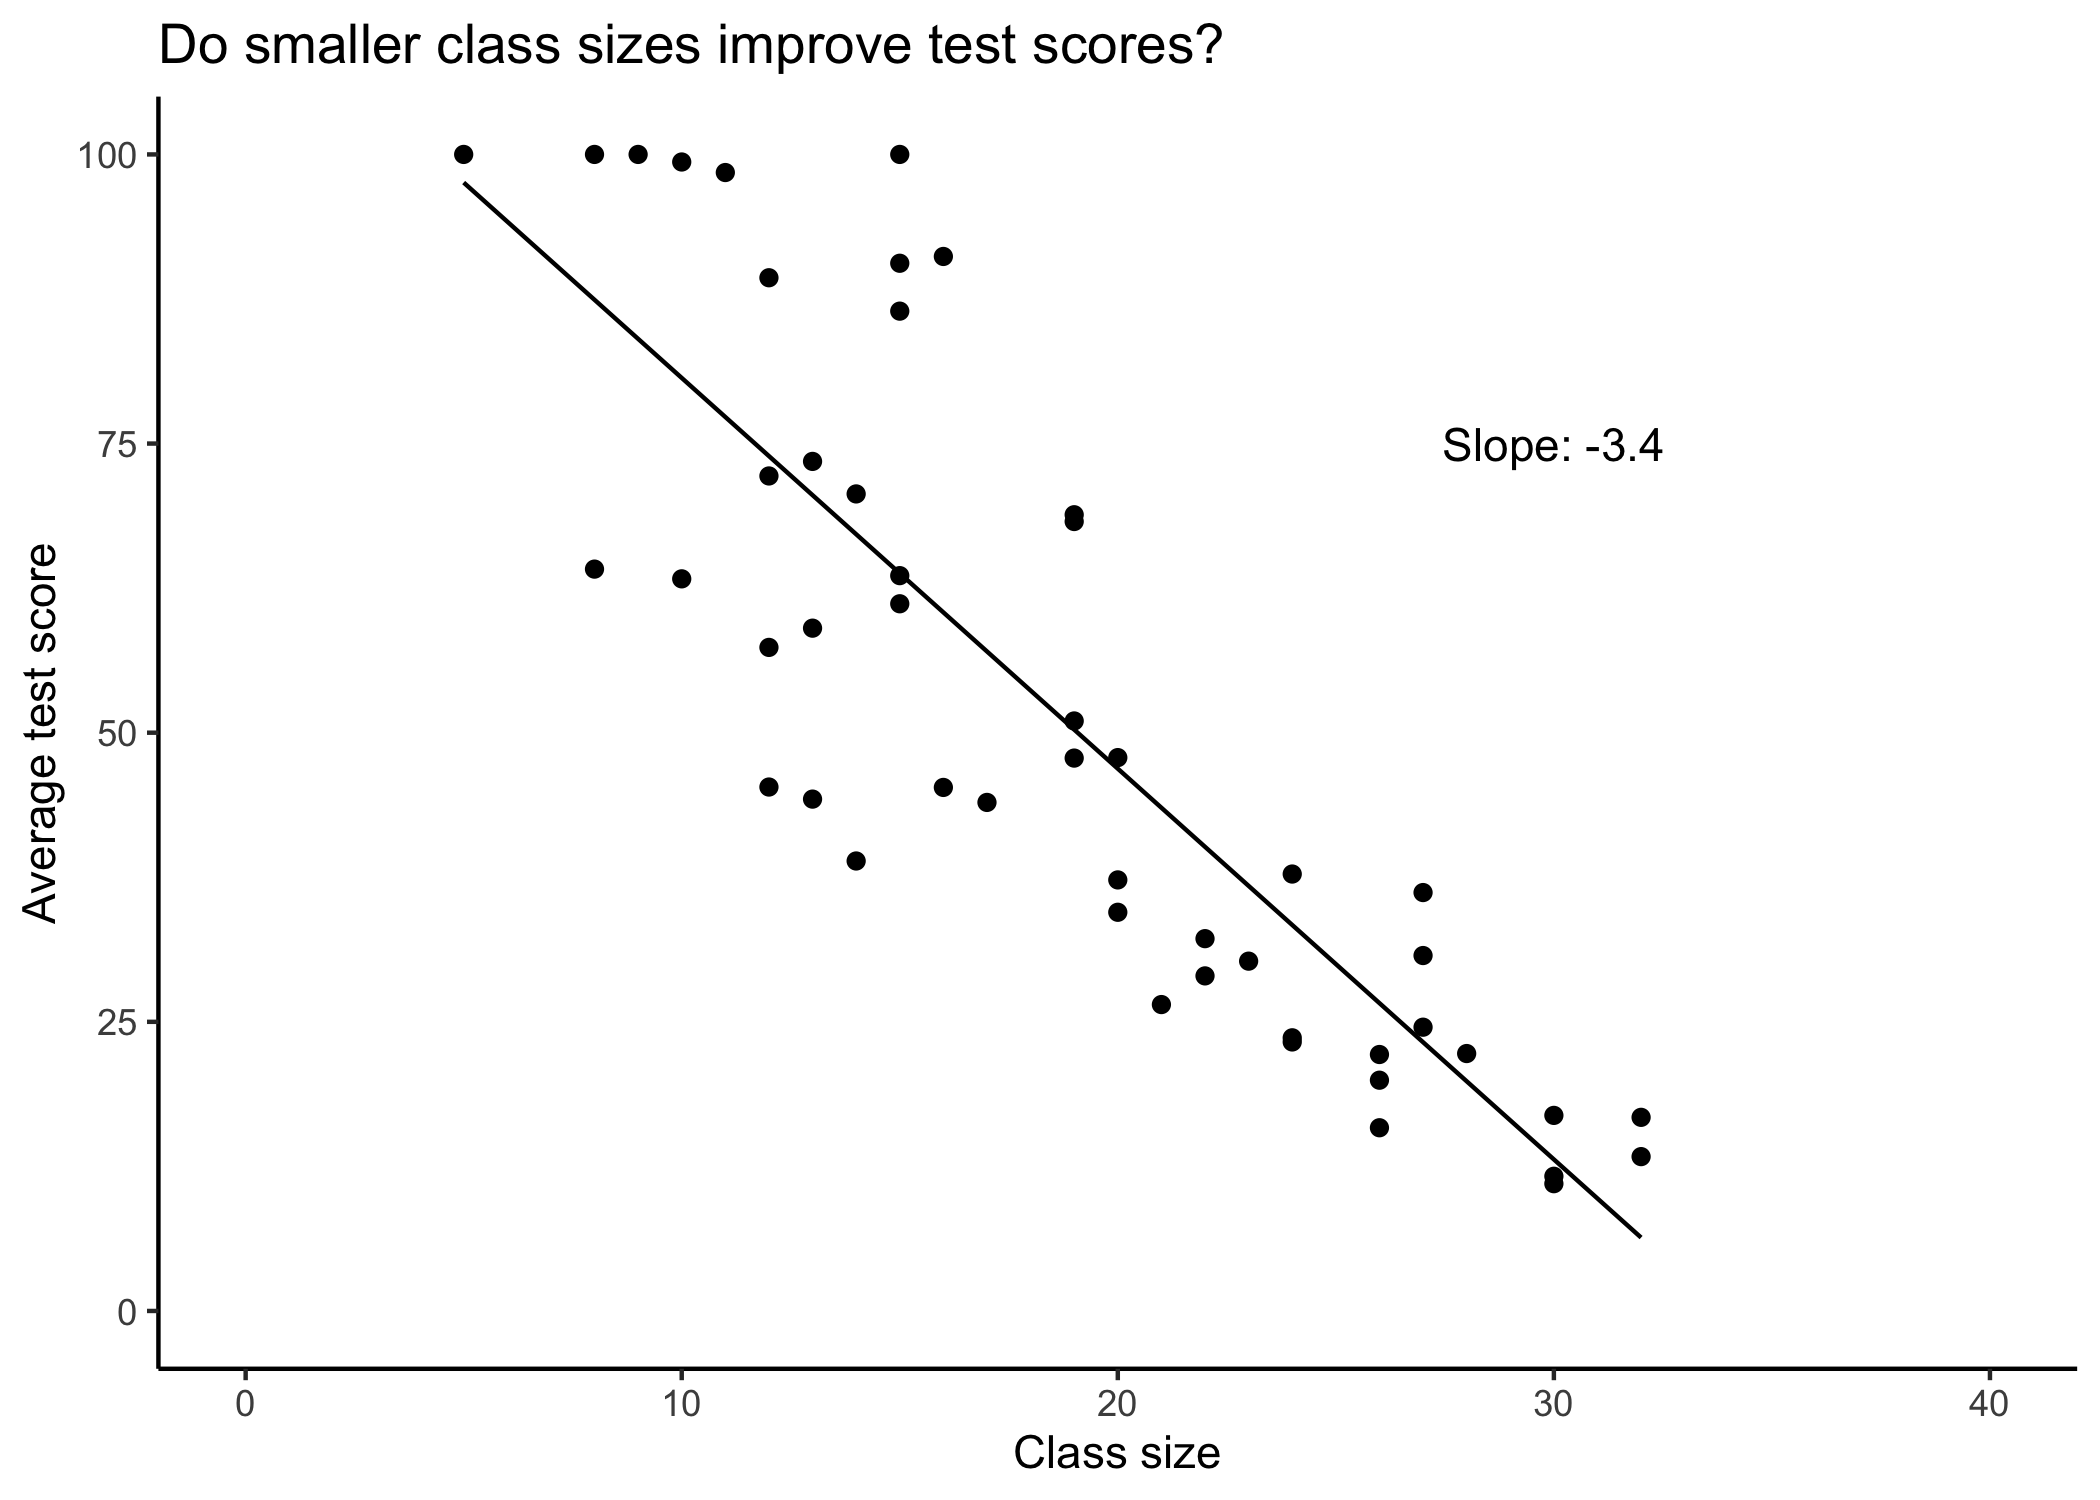 Do smaller class sizes improve test scores?
100
75
50
25
0
Average test score
Slope: -3.4
0 10 20 30 40
Class size